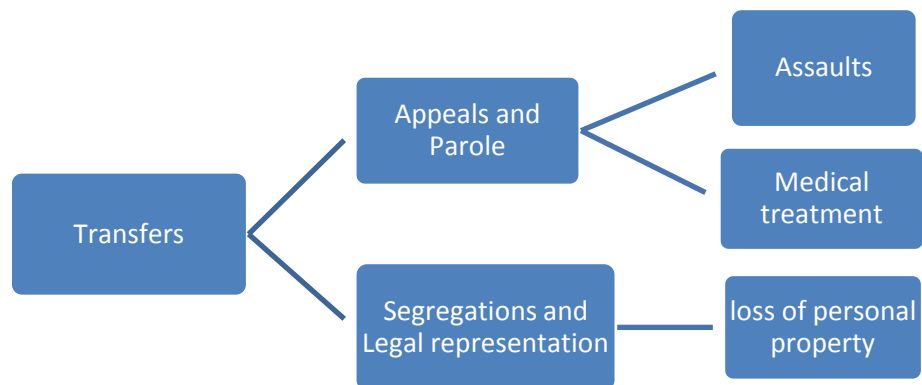 Transfers
Appeals and
Parole
Assaults
Medical
treatment
Segregations and
Legal representation
loss of personal
property